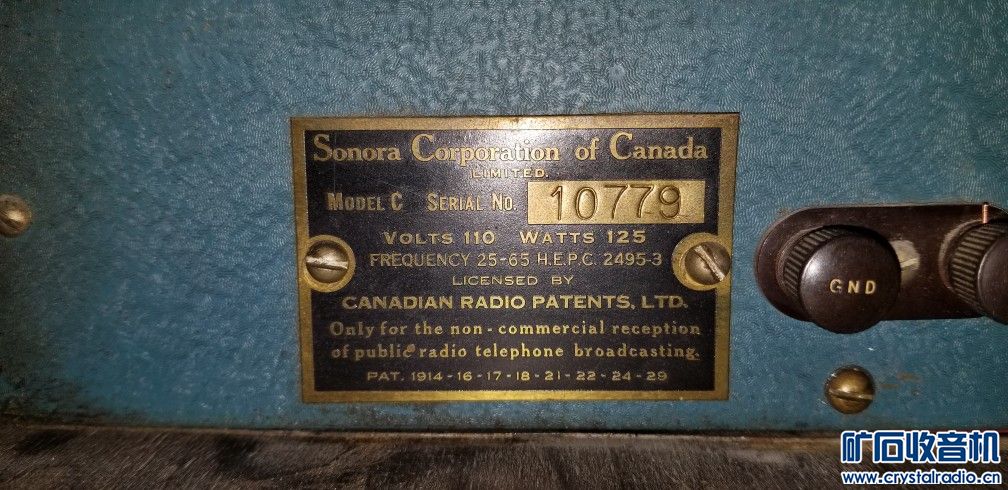 Sonora Corporation of Canada
LIMITED.
MODEL C SERIAL NO. 10779
VOLTS 110 WATTS 125
FREQUENCY 25-65 H.E.P.C. 2495-3
LICENSED BY
CANADIAN RADIO PATENTS, LTD.
Only for the non-commercial reception
of public radio telephone broadcasting.
PAT. 1914-16-17-18-21-22-24-29
GND
矿石收音机
www.crystalradio.cn